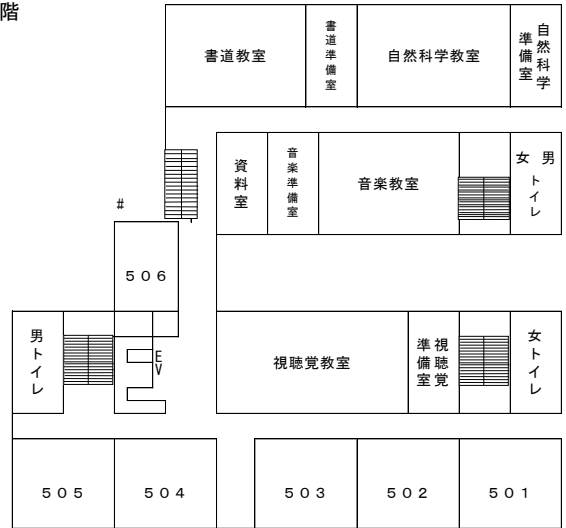 階
書道教室
書道準備室
自然科学教室
自然科学
準備室
資料室
音楽準備室
音楽教室
女 男
トイレ
#
５０６
男トイレ
EV
視聴覚教室
視聴覚
準備室
女トイレ
５０５
５０４
５０３
５０２
５０１